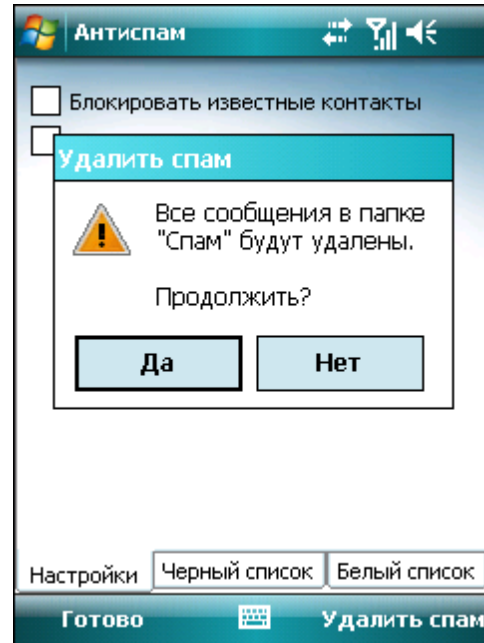 Антиспам
Блокировать известные контакты
Удалить спам
Все сообщения в папке
"Спам" будут удалены.
Продолжить?
Да
Нет
Настройки
Черный список
Белый список
Готово
Удалить спам